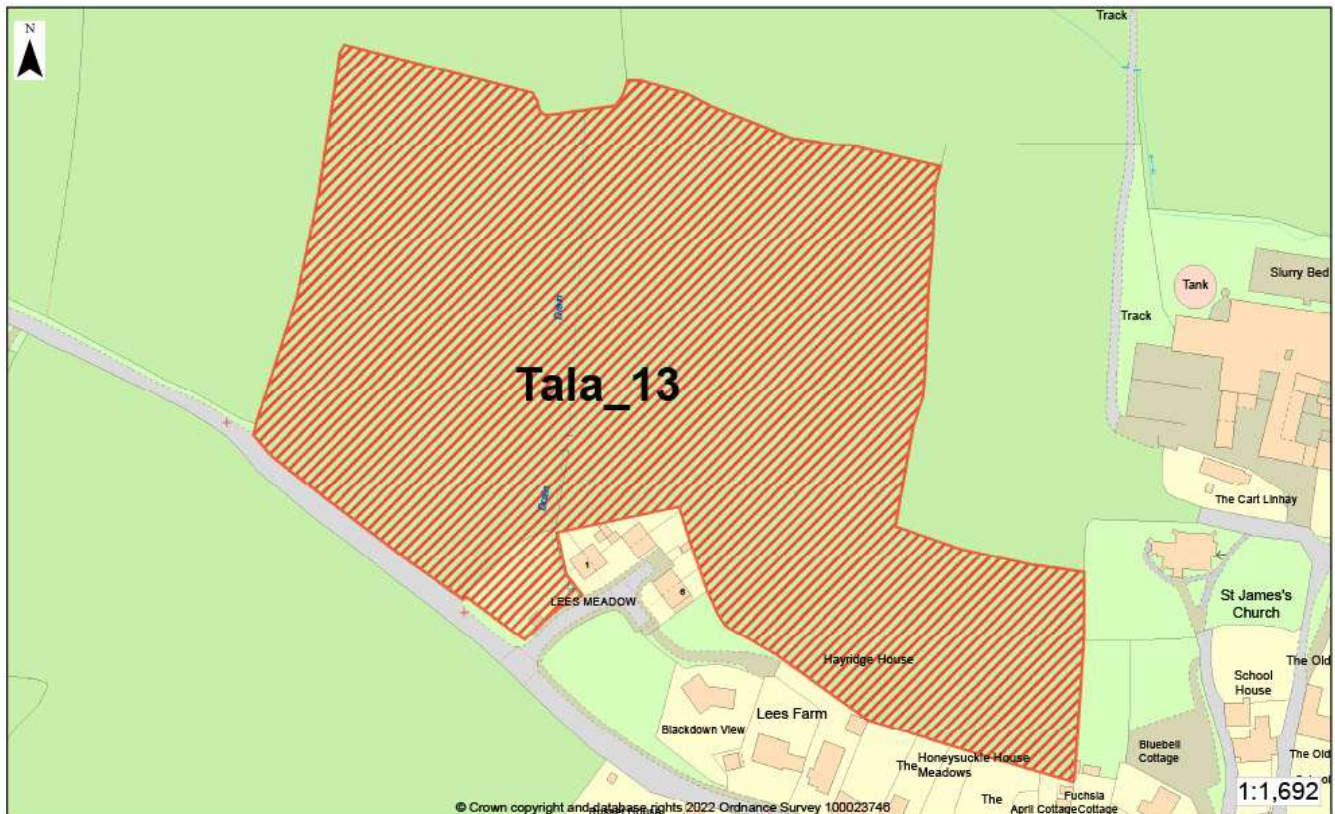 N
Track
Slurry Bed
Tank
Track
Drain
Tala_13
Drain
The Cart Linhay
1
6
LEES MEADOW
St James's
Church
Hayridge House
The Old
School
House
Lees Farm
Blackdown View
Bluebell
Cottage
Honeysuckle House
The
Meadows
The Old
The
Fuchsia
April Cottage
Cottage
1:1,692
© Crown copyright and database rights 2022 Ordnance Survey 100023746